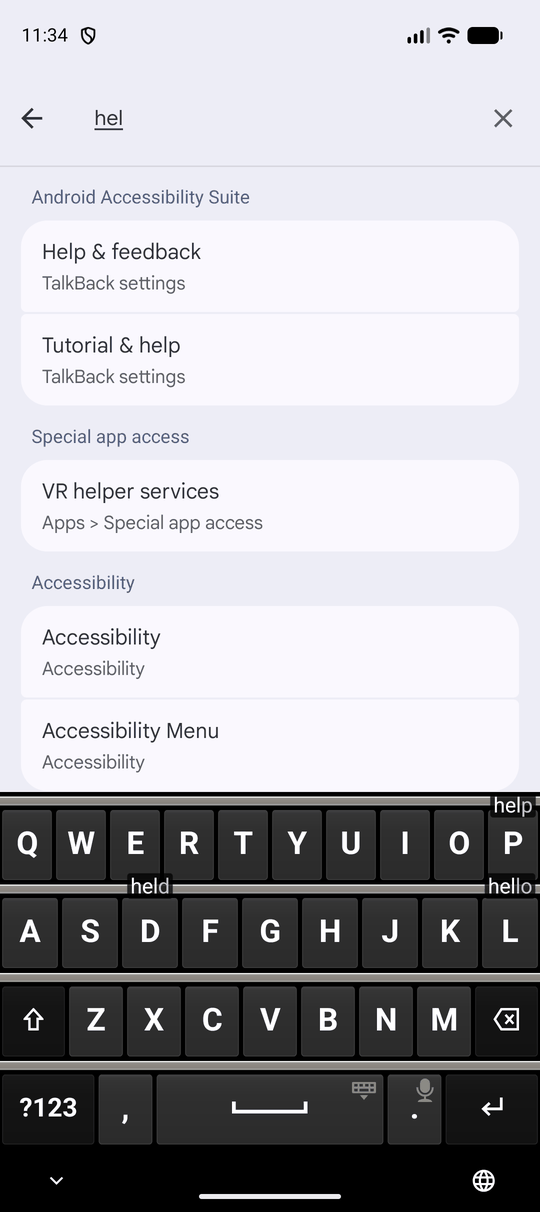 11:34
hel
Android Accessibility Suite
Help & feedback
TalkBack settings
Tutorial & help
TalkBack settings
Special app access
VR helper services
Apps > Special app access
Accessibility
Accessibility
Accessibility
Accessibility Menu
Accessibility
help
Q W E R T Y U I O P
held hello
A S D F G H J K L
Z X C V B N M
?123 , .